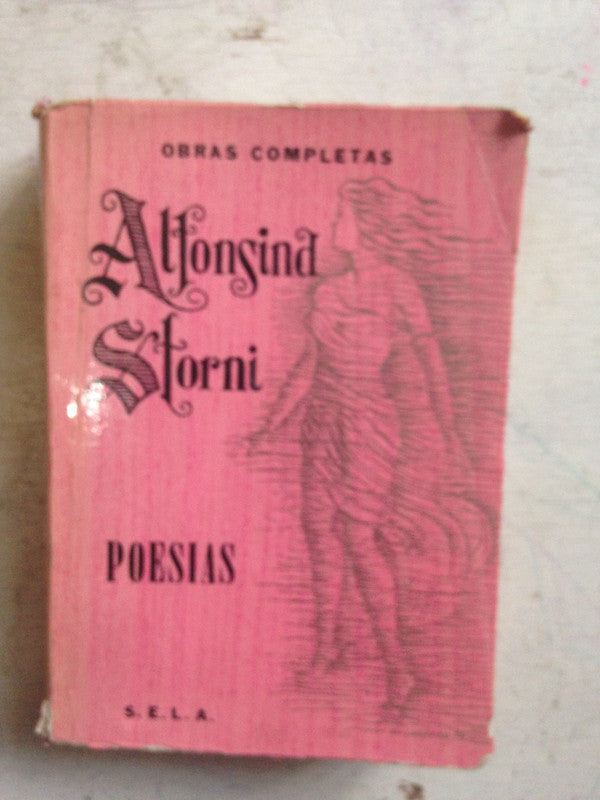 OBRAS COMPLETAS
Alfonsina
Storni
POESIAS
S. E. L. A.